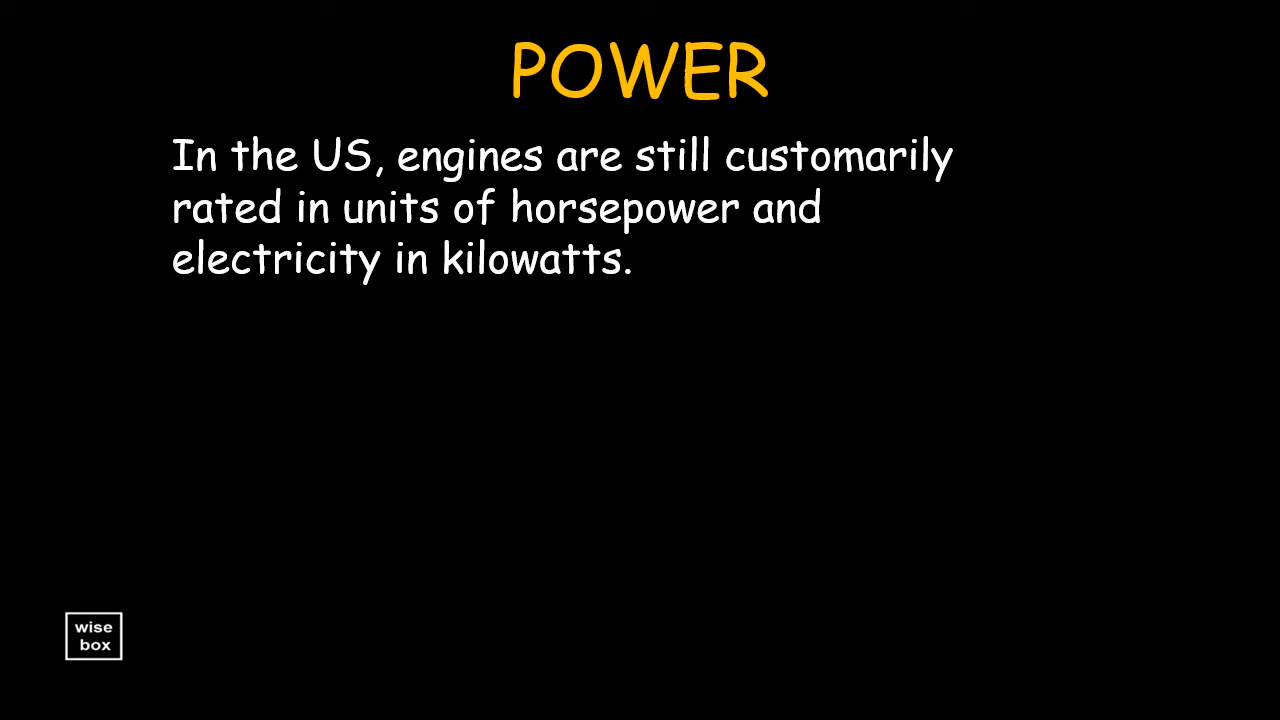 POWER
In the US, engines are still customarily
rated in units of horsepower and
electricity in kilowatts.
wise
box